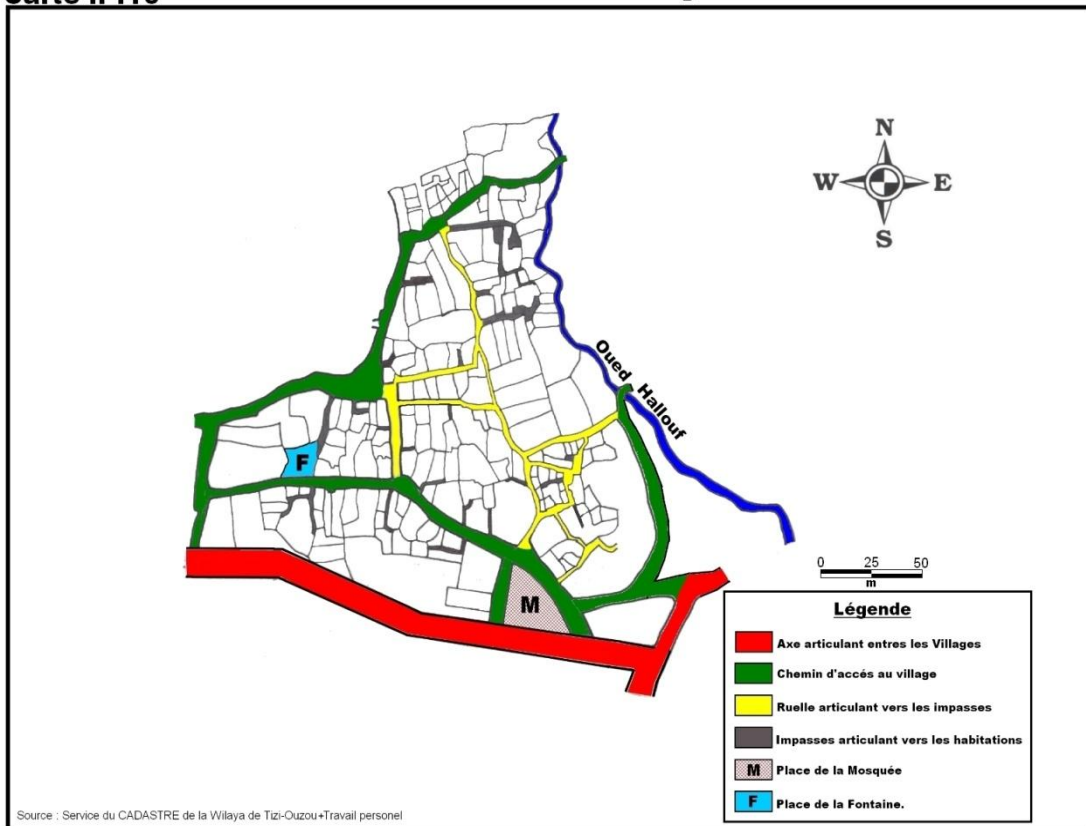 N
W E
S
Oued Hallouf
F
M
0 25 50
m
Légende
Axe articulant entres les Villages
Chemin d'accés au village
Ruelle articulant vers les impasses
Impasses articulant vers les habitations
M Place de la Mosquée
F Place de la Fontaine.
Source : Service du CADASTRE de la Wilaya de Tizi-Ouzou+Travail personel